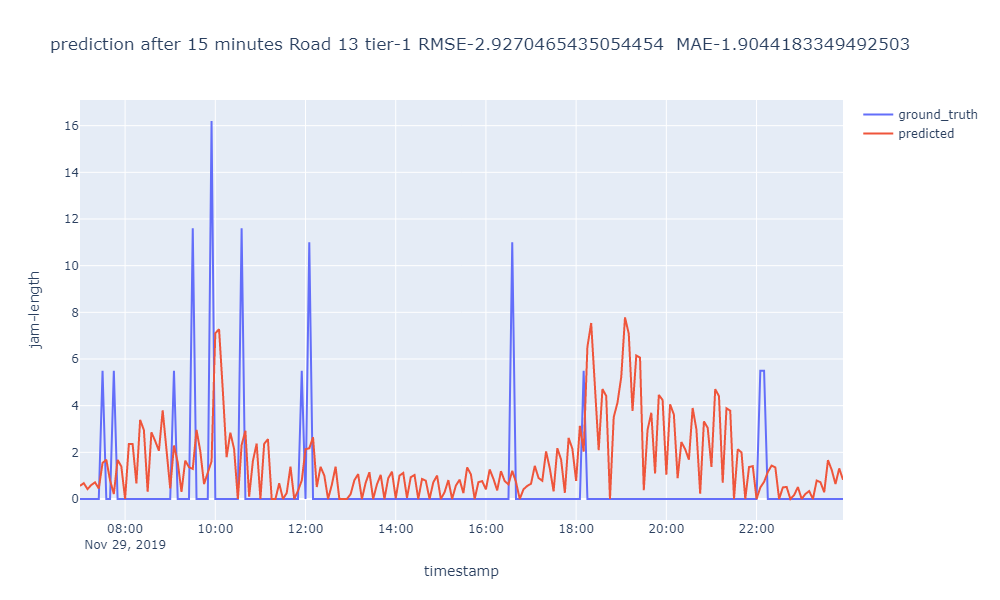 prediction after 15 minutes Road 13 tier-1 RMSE-2.9270465435054454  MAE-1.9044183349492503
ground_truth
predicted
16
14
12
10
8
6
4
2
0
jam-length
08:00 10:00 12:00 14:00 16:00 18:00 20:00 22:00
Nov 29, 2019
timestamp